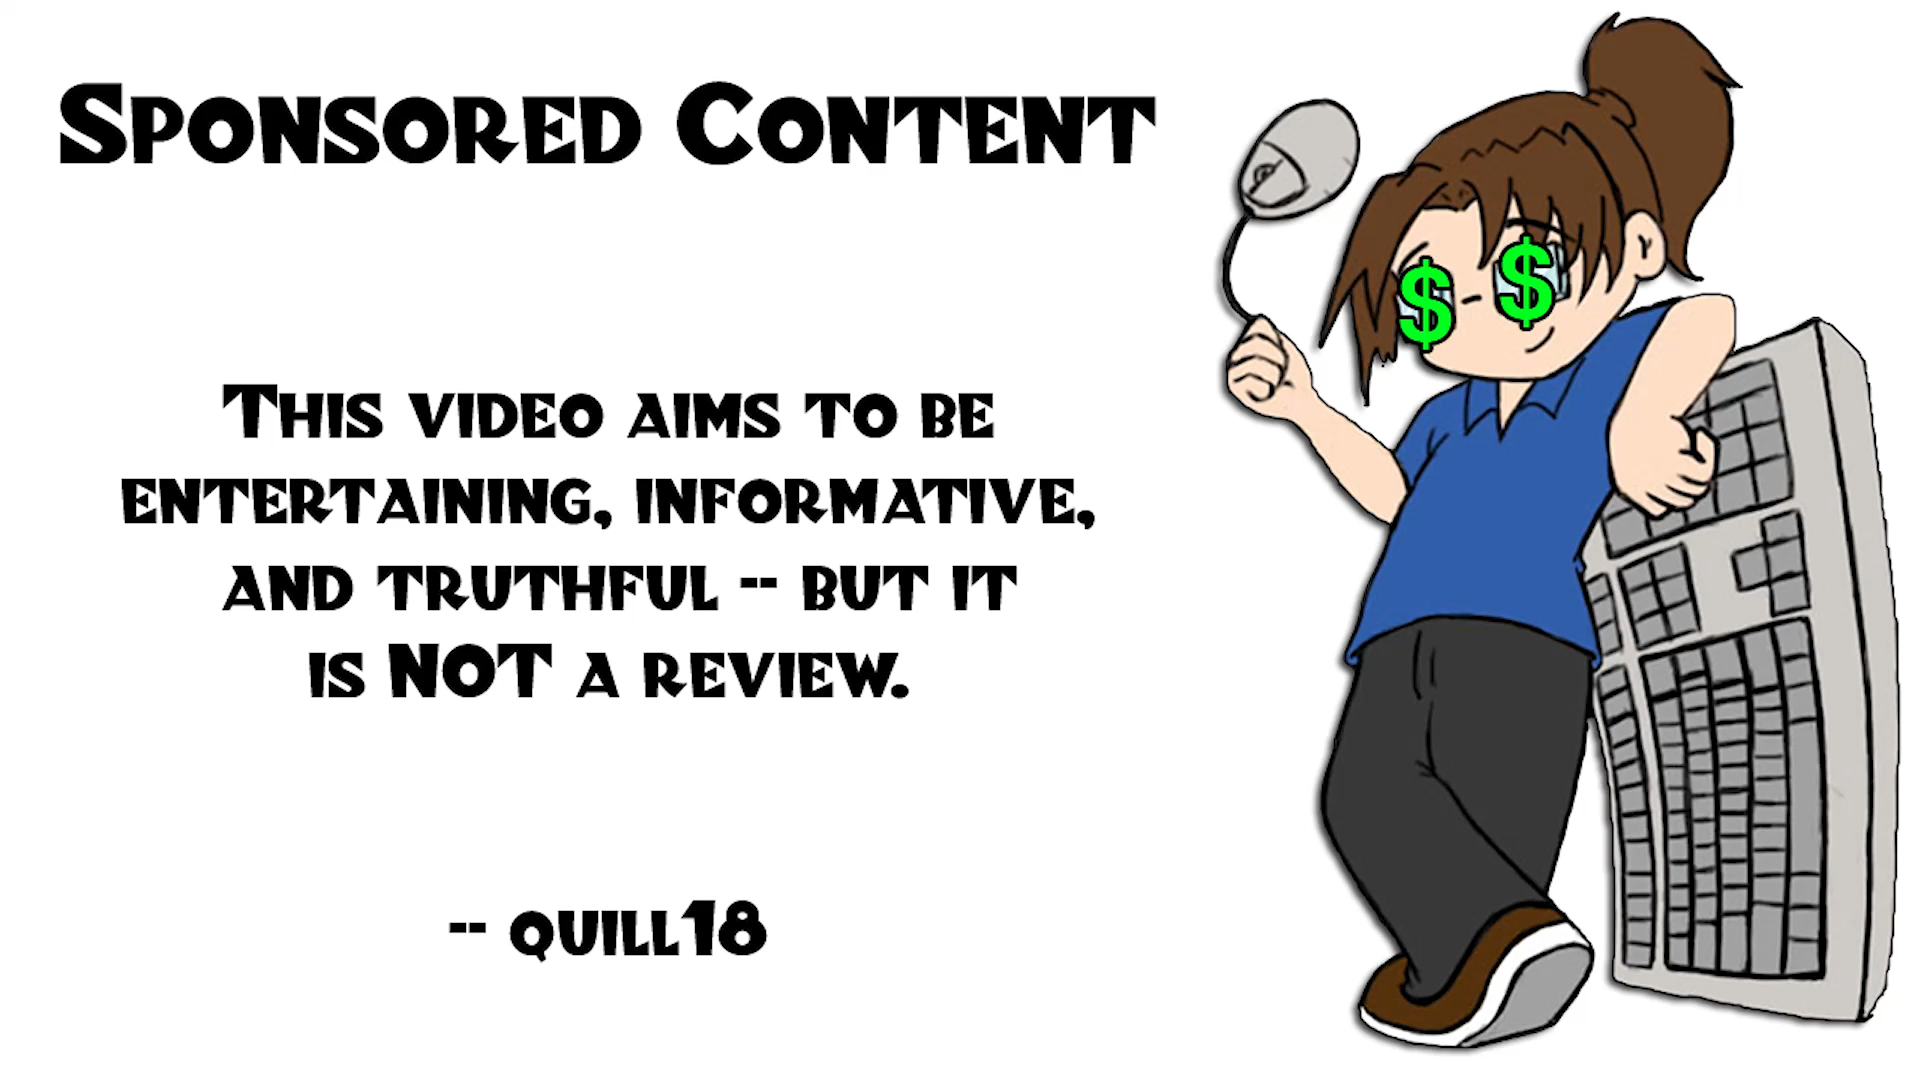 Sponsored Content
This video aims to be
entertaining, informative,
and truthful -- but it
is NOT a review.
-- quill18
$ $